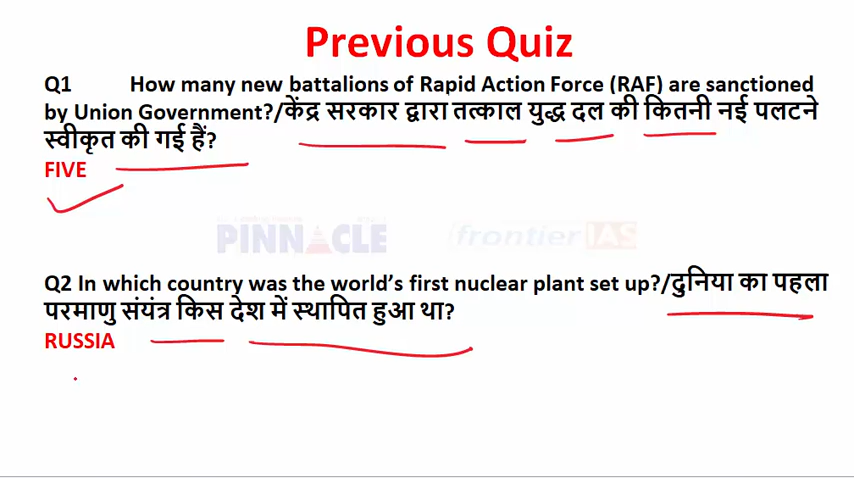 Previous Quiz
Q1 How many new battalions of Rapid Action Force (RAF) are sanctioned
by Union Government?/केंद्र सरकार द्वारा तत्काल युद्ध दल की कितनी नई पलटने
स्वीकृत की गई हैं?
FIVE
PINNACLE frontier IAS
Q2 In which country was the world's first nuclear plant set up?/दुनिया का पहला
परमाणु संयंत्र किस देश में स्थापित हुआ था?
RUSSIA